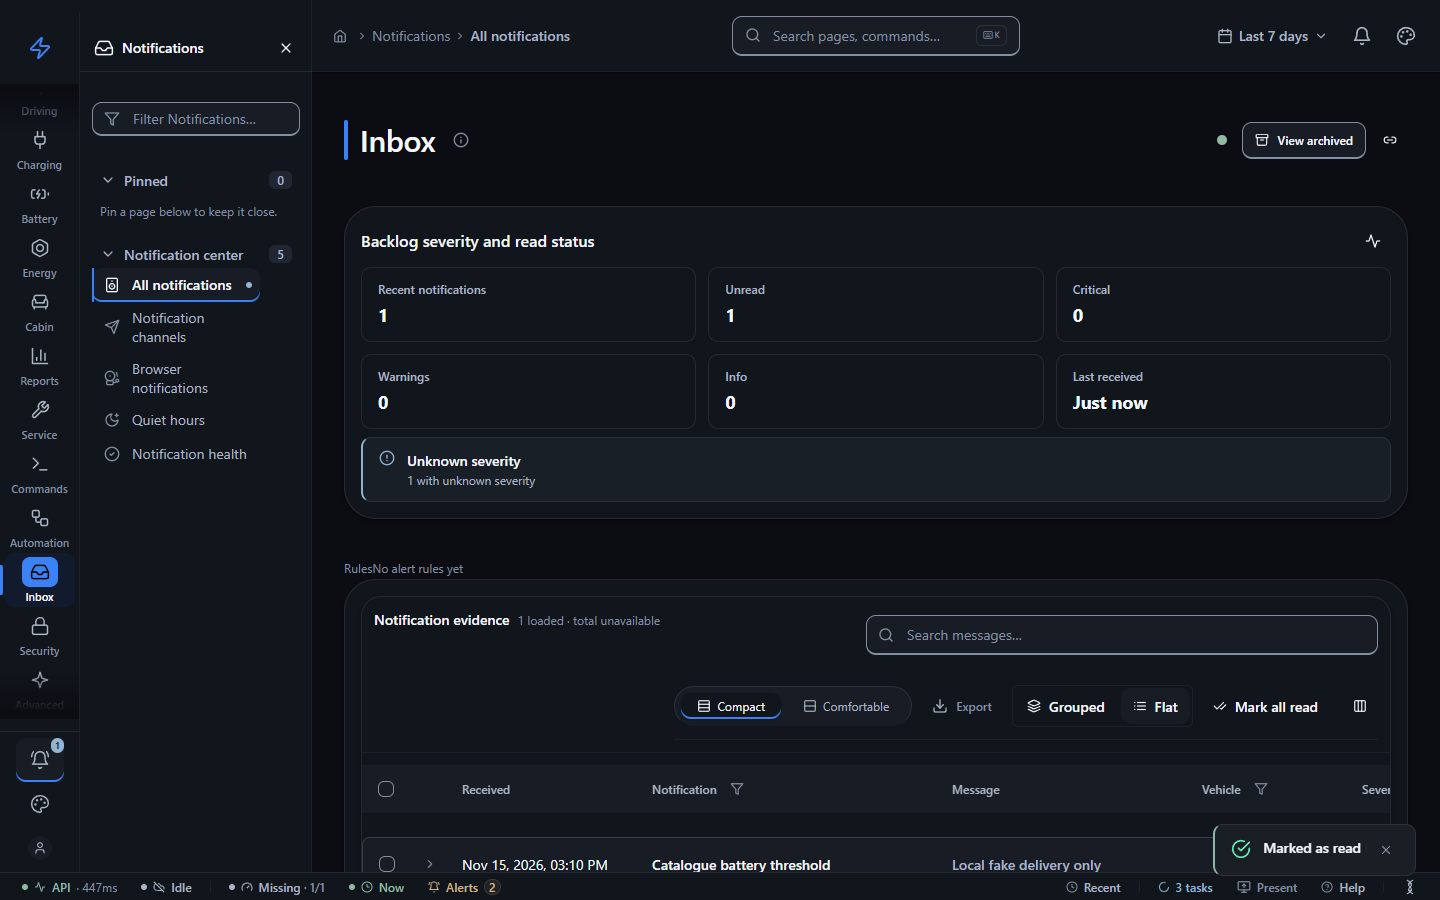 Driving
Charging
Battery
Energy
Cabin
Reports
Service
Commands
Automation
Inbox
Security
Advanced
1
Notifications
Filter Notifications...
Pinned 0
Pin a page below to keep it close.
Notification center 5
All notifications
Notification
channels
Browser
notifications
Quiet hours
Notification health
Notifications > All notifications
Search pages, commands... K
Last 7 days
Inbox
View archived
Backlog severity and read status
Recent notifications
1
Unread
1
Critical
0
Warnings
0
Info
0
Last received
Just now
Unknown severity
1 with unknown severity
RulesNo alert rules yet
Notification evidence 1 loaded · total unavailable
Search messages...
Compact Comfortable Export Grouped Flat Mark all read
Received Notification Message Vehicle Sever
Nov 15, 2026, 03:10 PM Catalogue battery threshold Local fake delivery only
Marked as read
API · 447ms Idle Missing · 1/1 Now Alerts 2 Recent 3 tasks Present Help